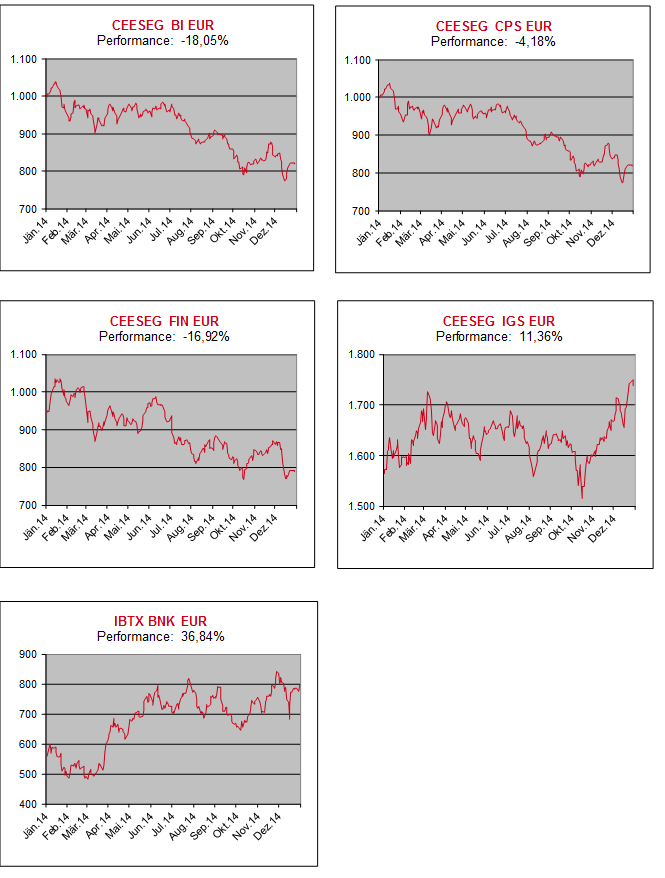 CEESEG BI EUR
Performance: -18,05%
1.100
1.000
900
800
700
Jän.14
Feb.14
Mär.14
Apr.14
Mai.14
Jun.14
Jul.14
Aug.14
Sep.14
Okt.14
Nov.14
Dez.14
CEESEG CPS EUR
Performance: -4,18%
1.100
1.000
900
800
700
Jän.14
Feb.14
Mär.14
Apr.14
Mai.14
Jun.14
Jul.14
Aug.14
Sep.14
Okt.14
Nov.14
Dez.14
CEESEG FIN EUR
Performance: -16,92%
1.100
1.000
900
800
700
Jän.14
Feb.14
Mär.14
Apr.14
Mai.14
Jun.14
Jul.14
Aug.14
Sep.14
Okt.14
Nov.14
Dez.14
CEESEG IGS EUR
Performance: 11,36%
1.800
1.700
1.600
1.500
Jän.14
Feb.14
Mär.14
Apr.14
Mai.14
Jun.14
Jul.14
Aug.14
Sep.14
Okt.14
Nov.14
Dez.14
IBTX BNK EUR
Performance: 36,84%
900
800
700
600
500
400
Jän.14
Feb.14
Mär.14
Apr.14
Mai.14
Jun.14
Jul.14
Aug.14
Sep.14
Okt.14
Nov.14
Dez.14